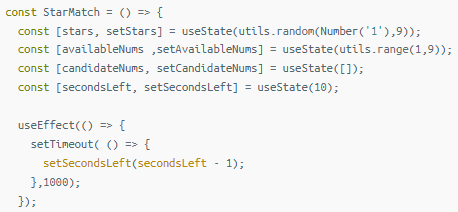 const StarMatch = () => {
const [stars, setStars] = useState(utils.random(Number('1'),9));
const [availableNums ,setAvailableNums] = useState(utils.range(1,9));
const [candidateNums, setCandidateNums] = useState([]);
const [secondsLeft, setSecondsLeft] = useState(10);
useEffect(() => {
setTimeout( () => {
setSecondsLeft(secondsLeft - 1);
},1000);
});